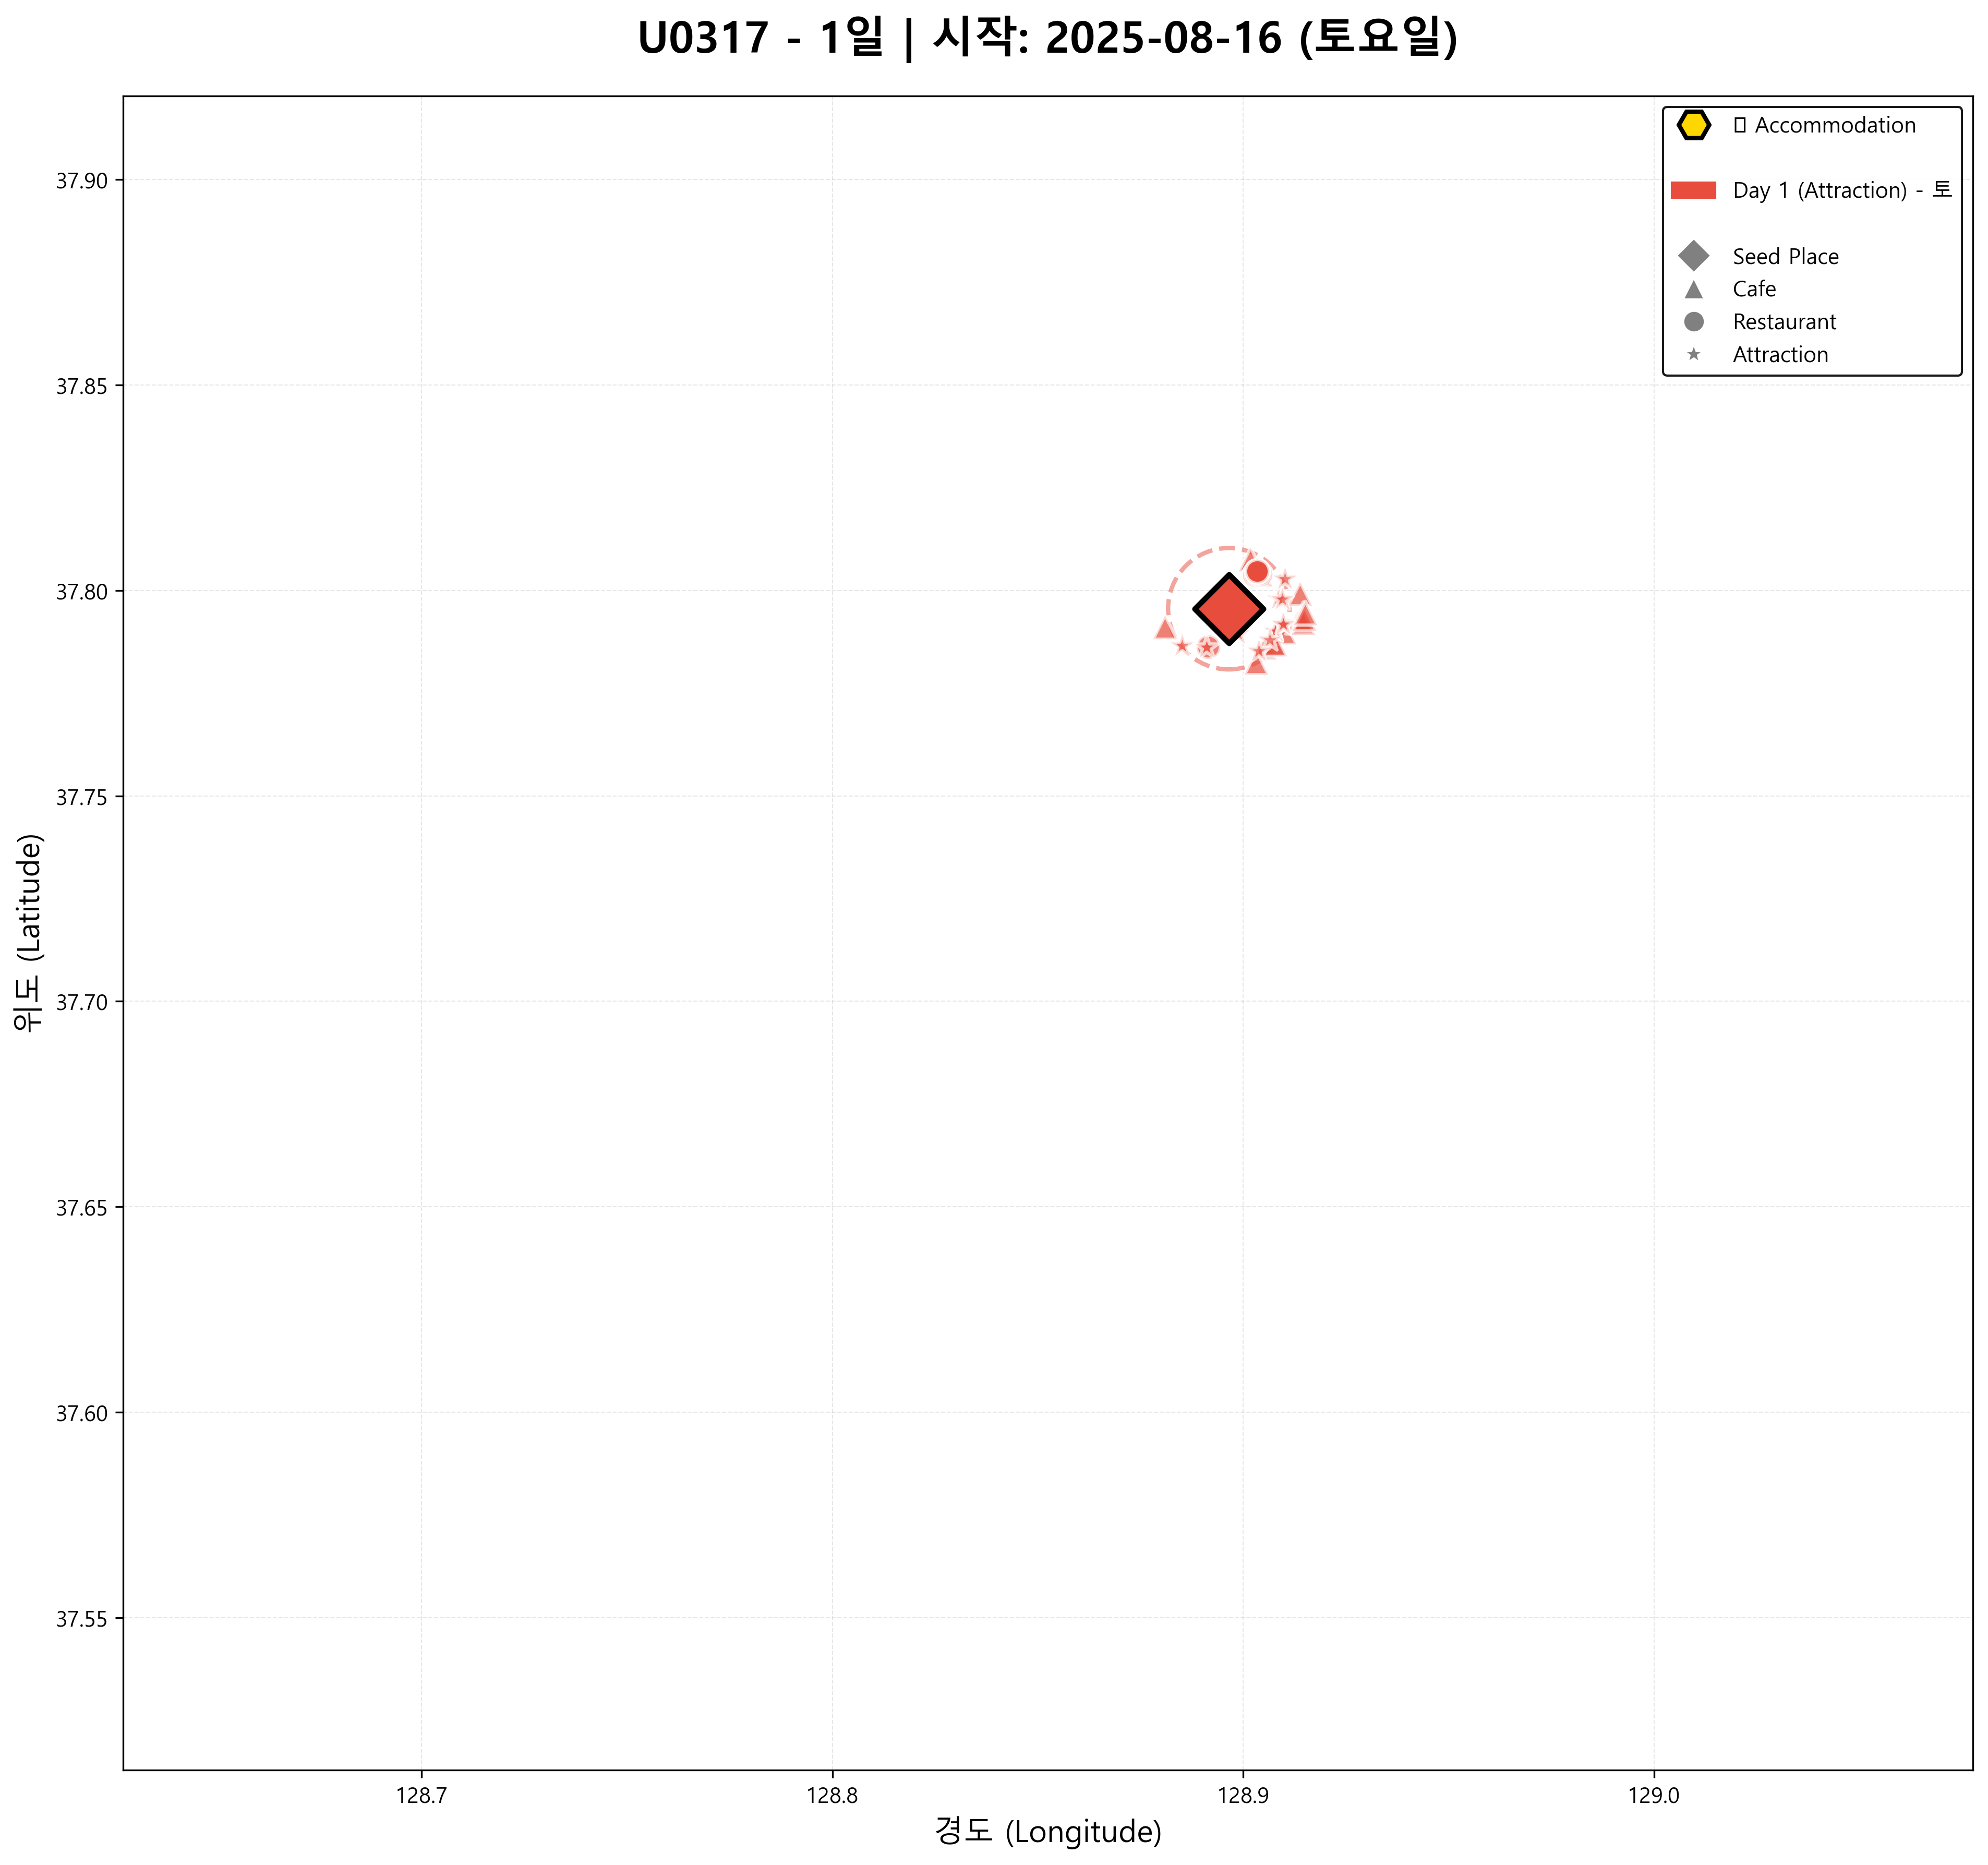 U0317 - 1일 | 시작: 2025-08-16 (토요일)
▯ Accommodation
Day 1 (Attraction) - 토
Seed Place
Cafe
Restaurant
Attraction
위도 (Latitude)
37.90
37.85
37.80
37.75
37.70
37.65
37.60
37.55
128.7
128.8
128.9
129.0
경도 (Longitude)